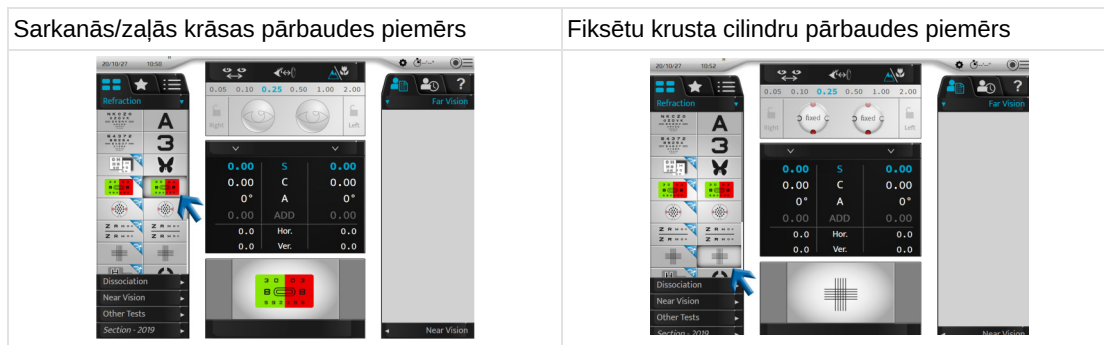 Sarkanās/zaļās krāsas pārbaudes piemērs
Fiksētu krusta cilindru pārbaudes piemērs
20/10/27 10:50
Refraction
A
3
Dissociation
Near Vision
Other Tests
Section - 2019
0.05 0.10 0.25 0.50 1.00 2.00
Right
Left
0.00 S 0.00
0.00 C 0.00
0° A 0°
0.00 ADD 0.00
0.0 Hor. 0.0
0.0 Ver. 0.0
?
Far Vision
Near Vision
20/10/27 10:52
Refraction
A
3
Dissociation
Near Vision
Other Tests
Section - 2019
0.05 0.10 0.25 0.50 1.00 2.00
Right
fixed
fixed
Left
0.00 S 0.00
0.00 C 0.00
0° A 0°
0.00 ADD 0.00
0.0 Hor. 0.0
0.0 Ver. 0.0
?
Far Vision
Near Vision